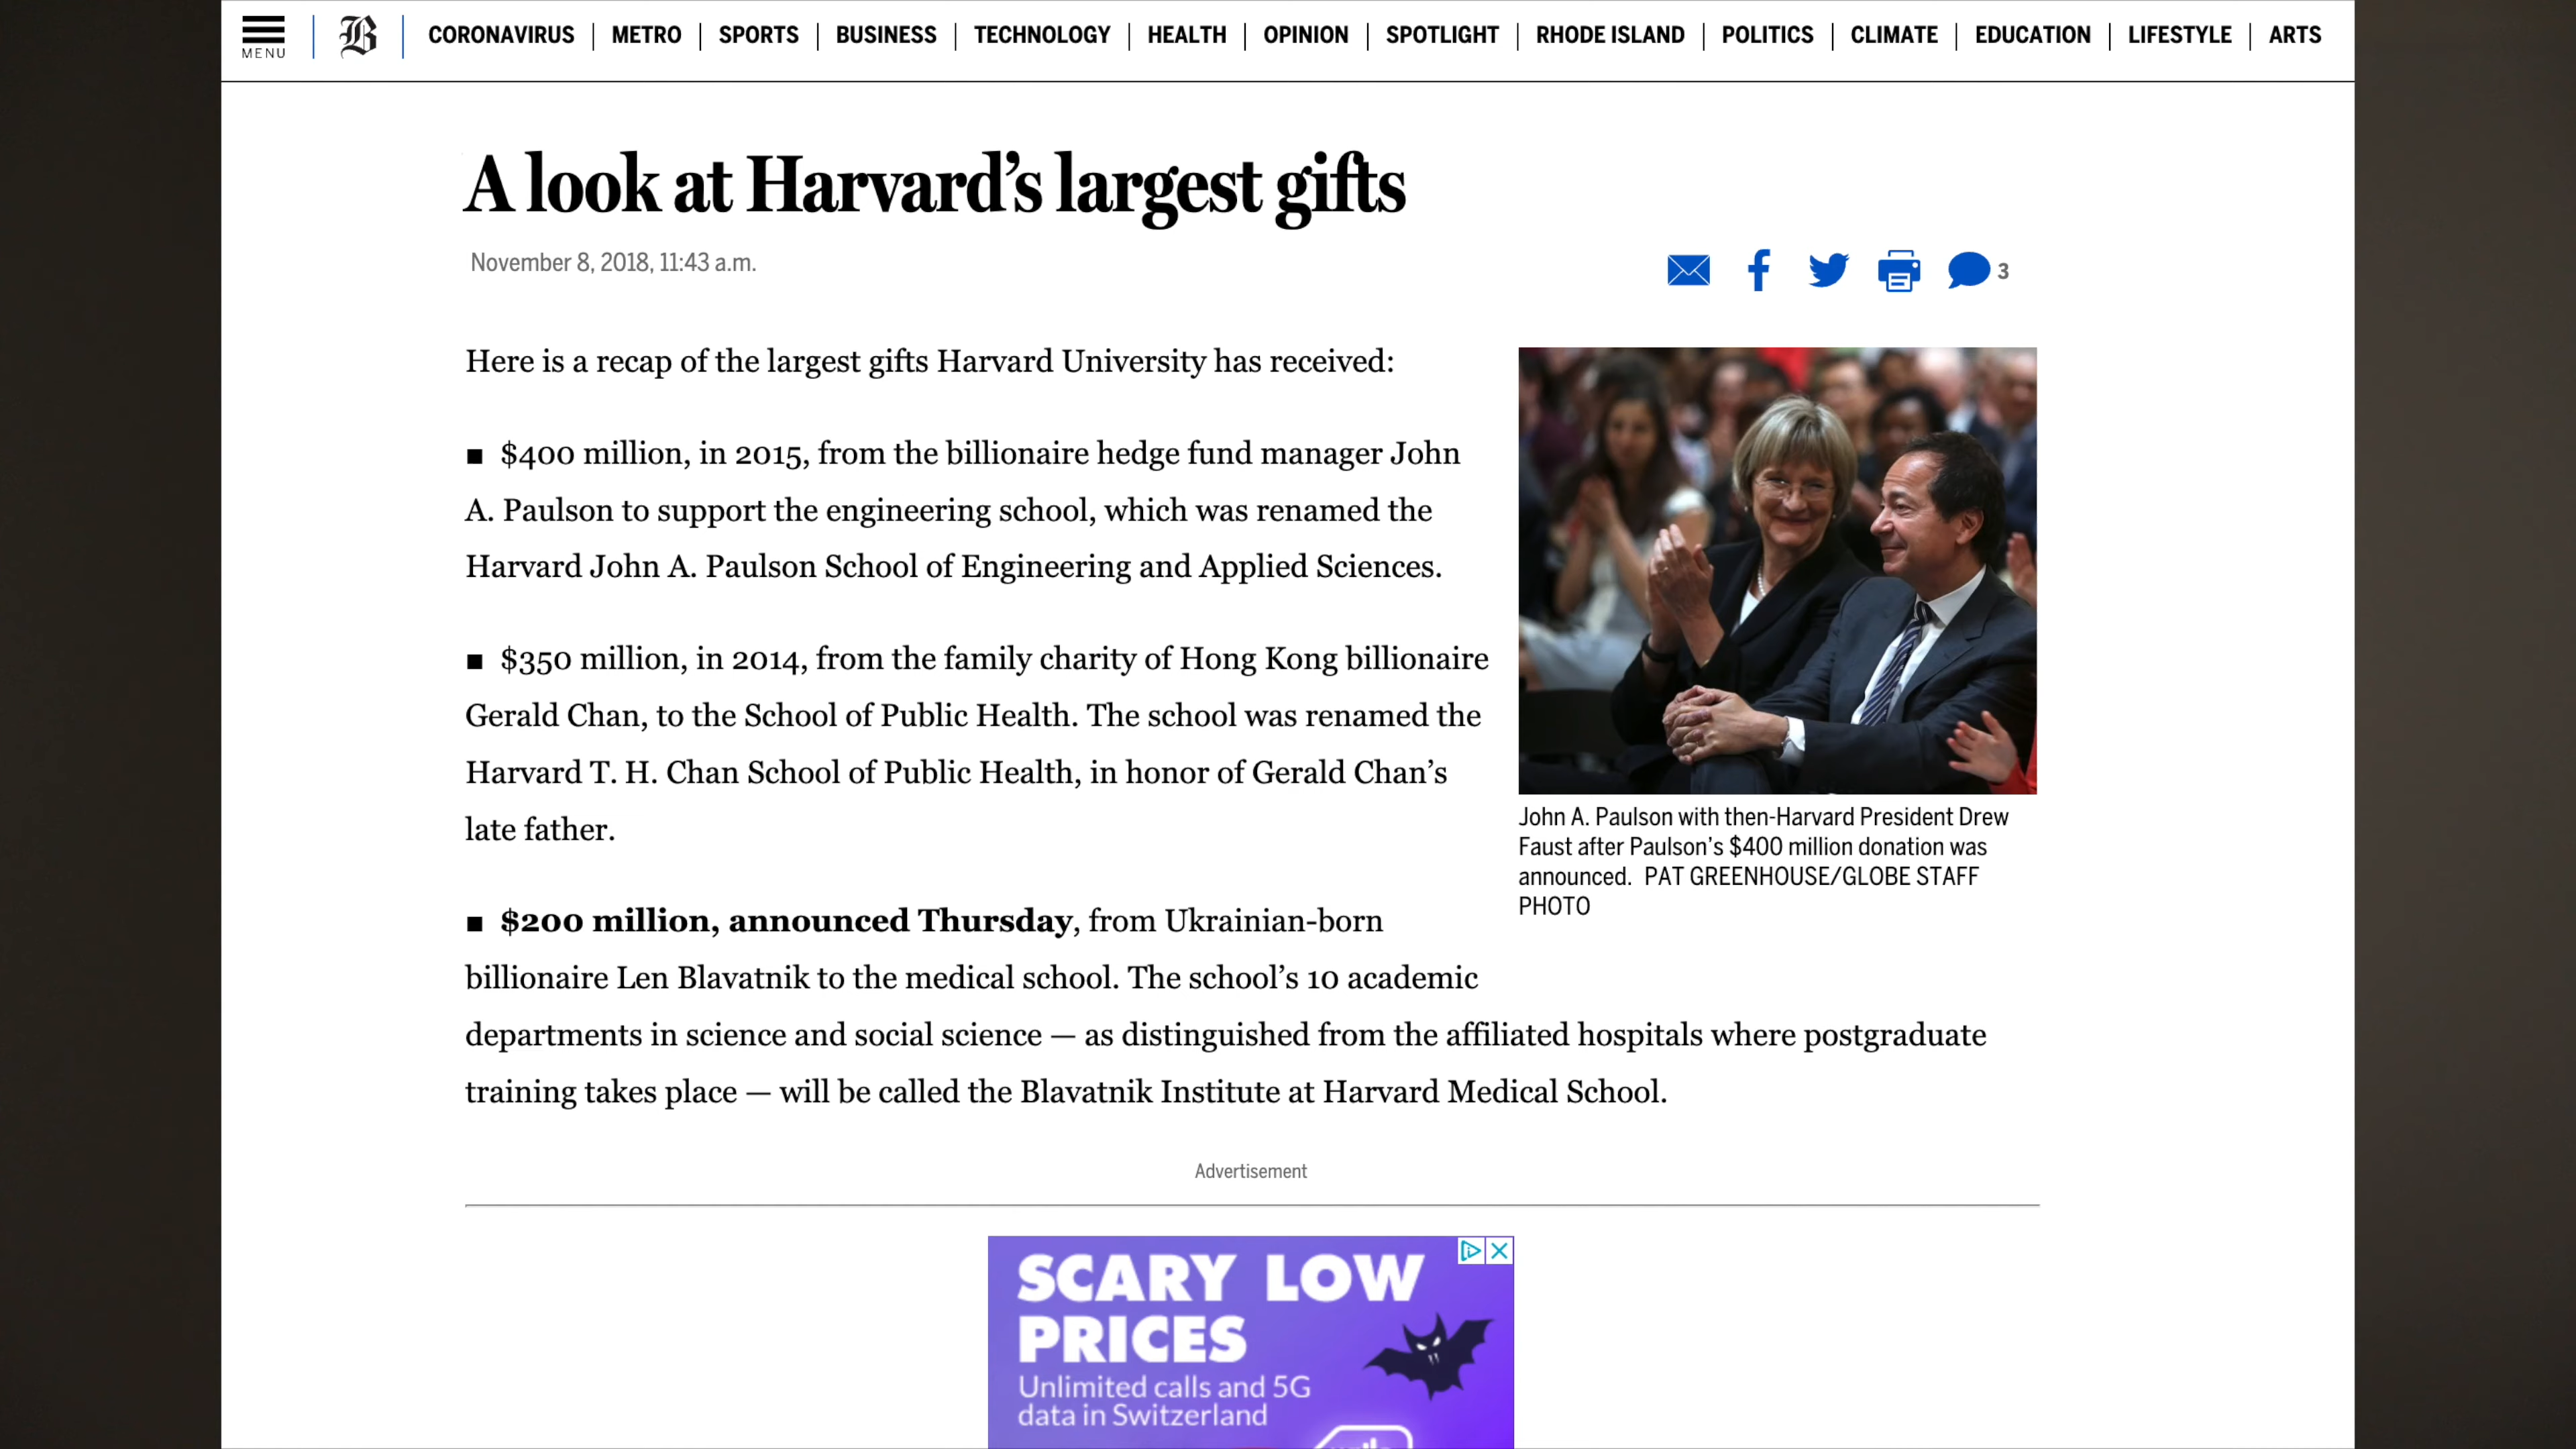 MENU
B
CORONAVIRUS | METRO | SPORTS | BUSINESS | TECHNOLOGY | HEALTH | OPINION | SPOTLIGHT | RHODE ISLAND | POLITICS | CLIMATE | EDUCATION | LIFESTYLE | ARTS
A look at Harvard’s largest gifts
November 8, 2018, 11:43 a.m.
3
Here is a recap of the largest gifts Harvard University has received:
■ $400 million, in 2015, from the billionaire hedge fund manager John
A. Paulson to support the engineering school, which was renamed the
Harvard John A. Paulson School of Engineering and Applied Sciences.
■ $350 million, in 2014, from the family charity of Hong Kong billionaire
Gerald Chan, to the School of Public Health. The school was renamed the
Harvard T. H. Chan School of Public Health, in honor of Gerald Chan’s
late father.
■ $200 million, announced Thursday, from Ukrainian-born
billionaire Len Blavatnik to the medical school. The school’s 10 academic
departments in science and social science — as distinguished from the affiliated hospitals where postgraduate
training takes place — will be called the Blavatnik Institute at Harvard Medical School.
John A. Paulson with then-Harvard President Drew
Faust after Paulson’s $400 million donation was
announced. PAT GREENHOUSE/GLOBE STAFF
PHOTO
Advertisement
SCARY LOW
PRICES
Unlimited calls and 5G
data in Switzerland